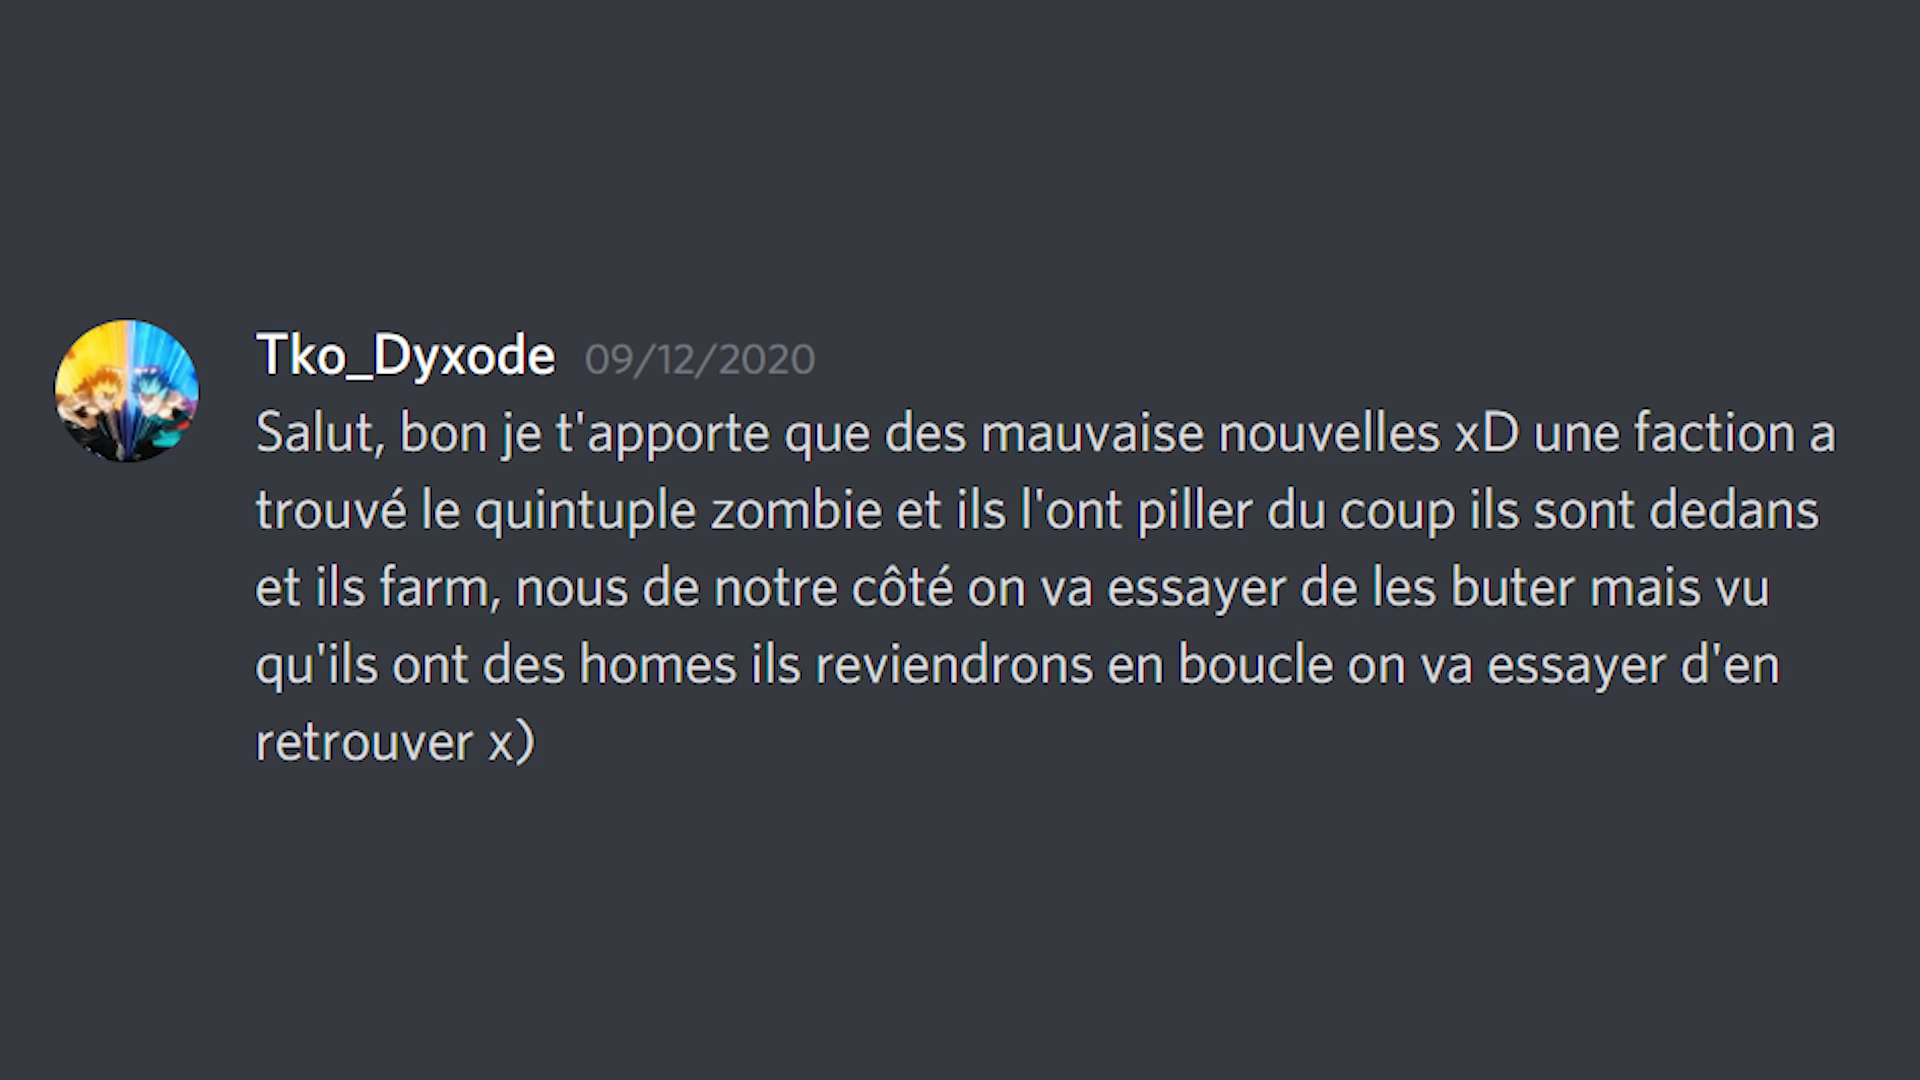 Tko_Dyxode 09/12/2020
Salut, bon je t'apporte que des mauvaise nouvelles xD une faction a
trouvé le quintuple zombie et ils l'ont piller du coup ils sont dedans
et ils farm, nous de notre côté on va essayer de les buter mais vu
qu'ils ont des homes ils reviendrons en boucle on va essayer d'en
retrouver x)